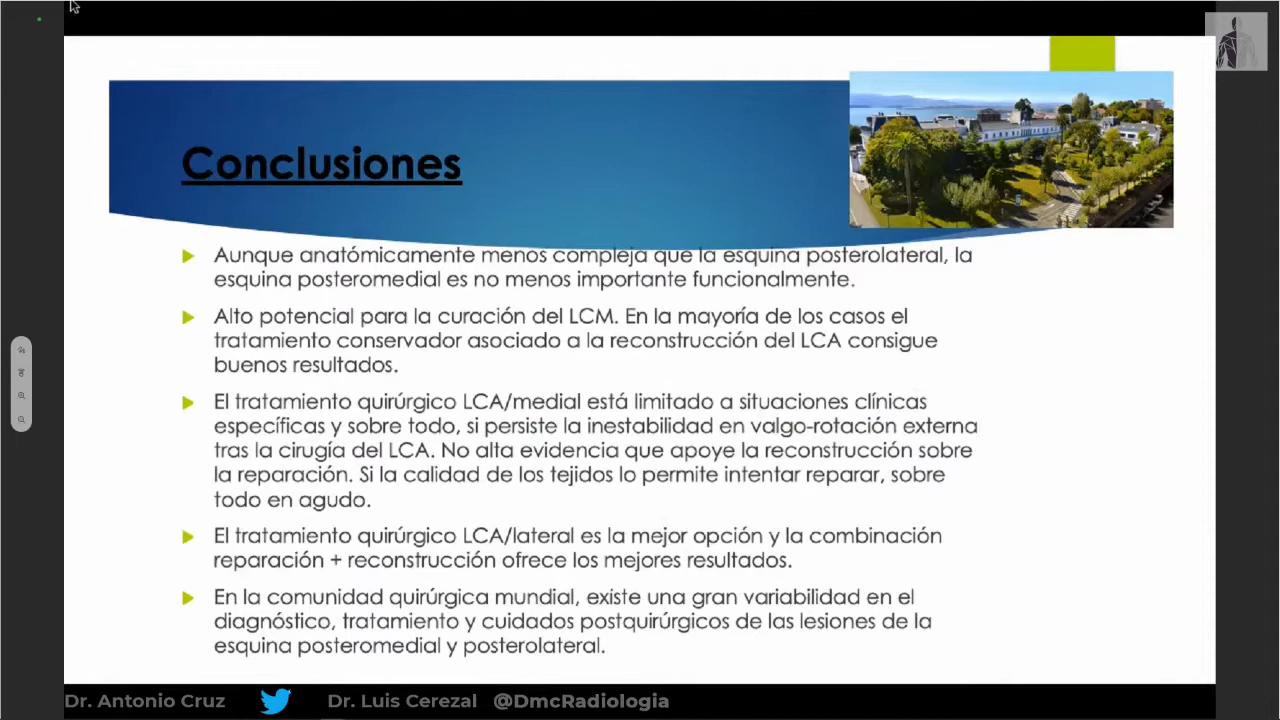 Conclusiones
Aunque anatómicamente menos compleja que la esquina posterolateral, la
esquina posteromedial es no menos importante funcionalmente.
Alto potencial para la curación del LCM. En la mayoría de los casos el
tratamiento conservador asociado a la reconstrucción del LCA consigue
buenos resultados.
El tratamiento quirúrgico LCA/medial está limitado a situaciones clínicas
específicas y sobre todo, si persiste la inestabilidad en valgo-rotación externa
tras la cirugía del LCA. No alta evidencia que apoye la reconstrucción sobre
la reparación. Si la calidad de los tejidos lo permite intentar reparar, sobre
todo en agudo.
El tratamiento quirúrgico LCA/lateral es la mejor opción y la combinación
reparación + reconstrucción ofrece los mejores resultados.
En la comunidad quirúrgica mundial, existe una gran variabilidad en el
diagnóstico, tratamiento y cuidados postquirúrgicos de las lesiones de la
esquina posteromedial y posterolateral.
Dr. Antonio Cruz Dr. Luis Cerezal @DmcRadiologia